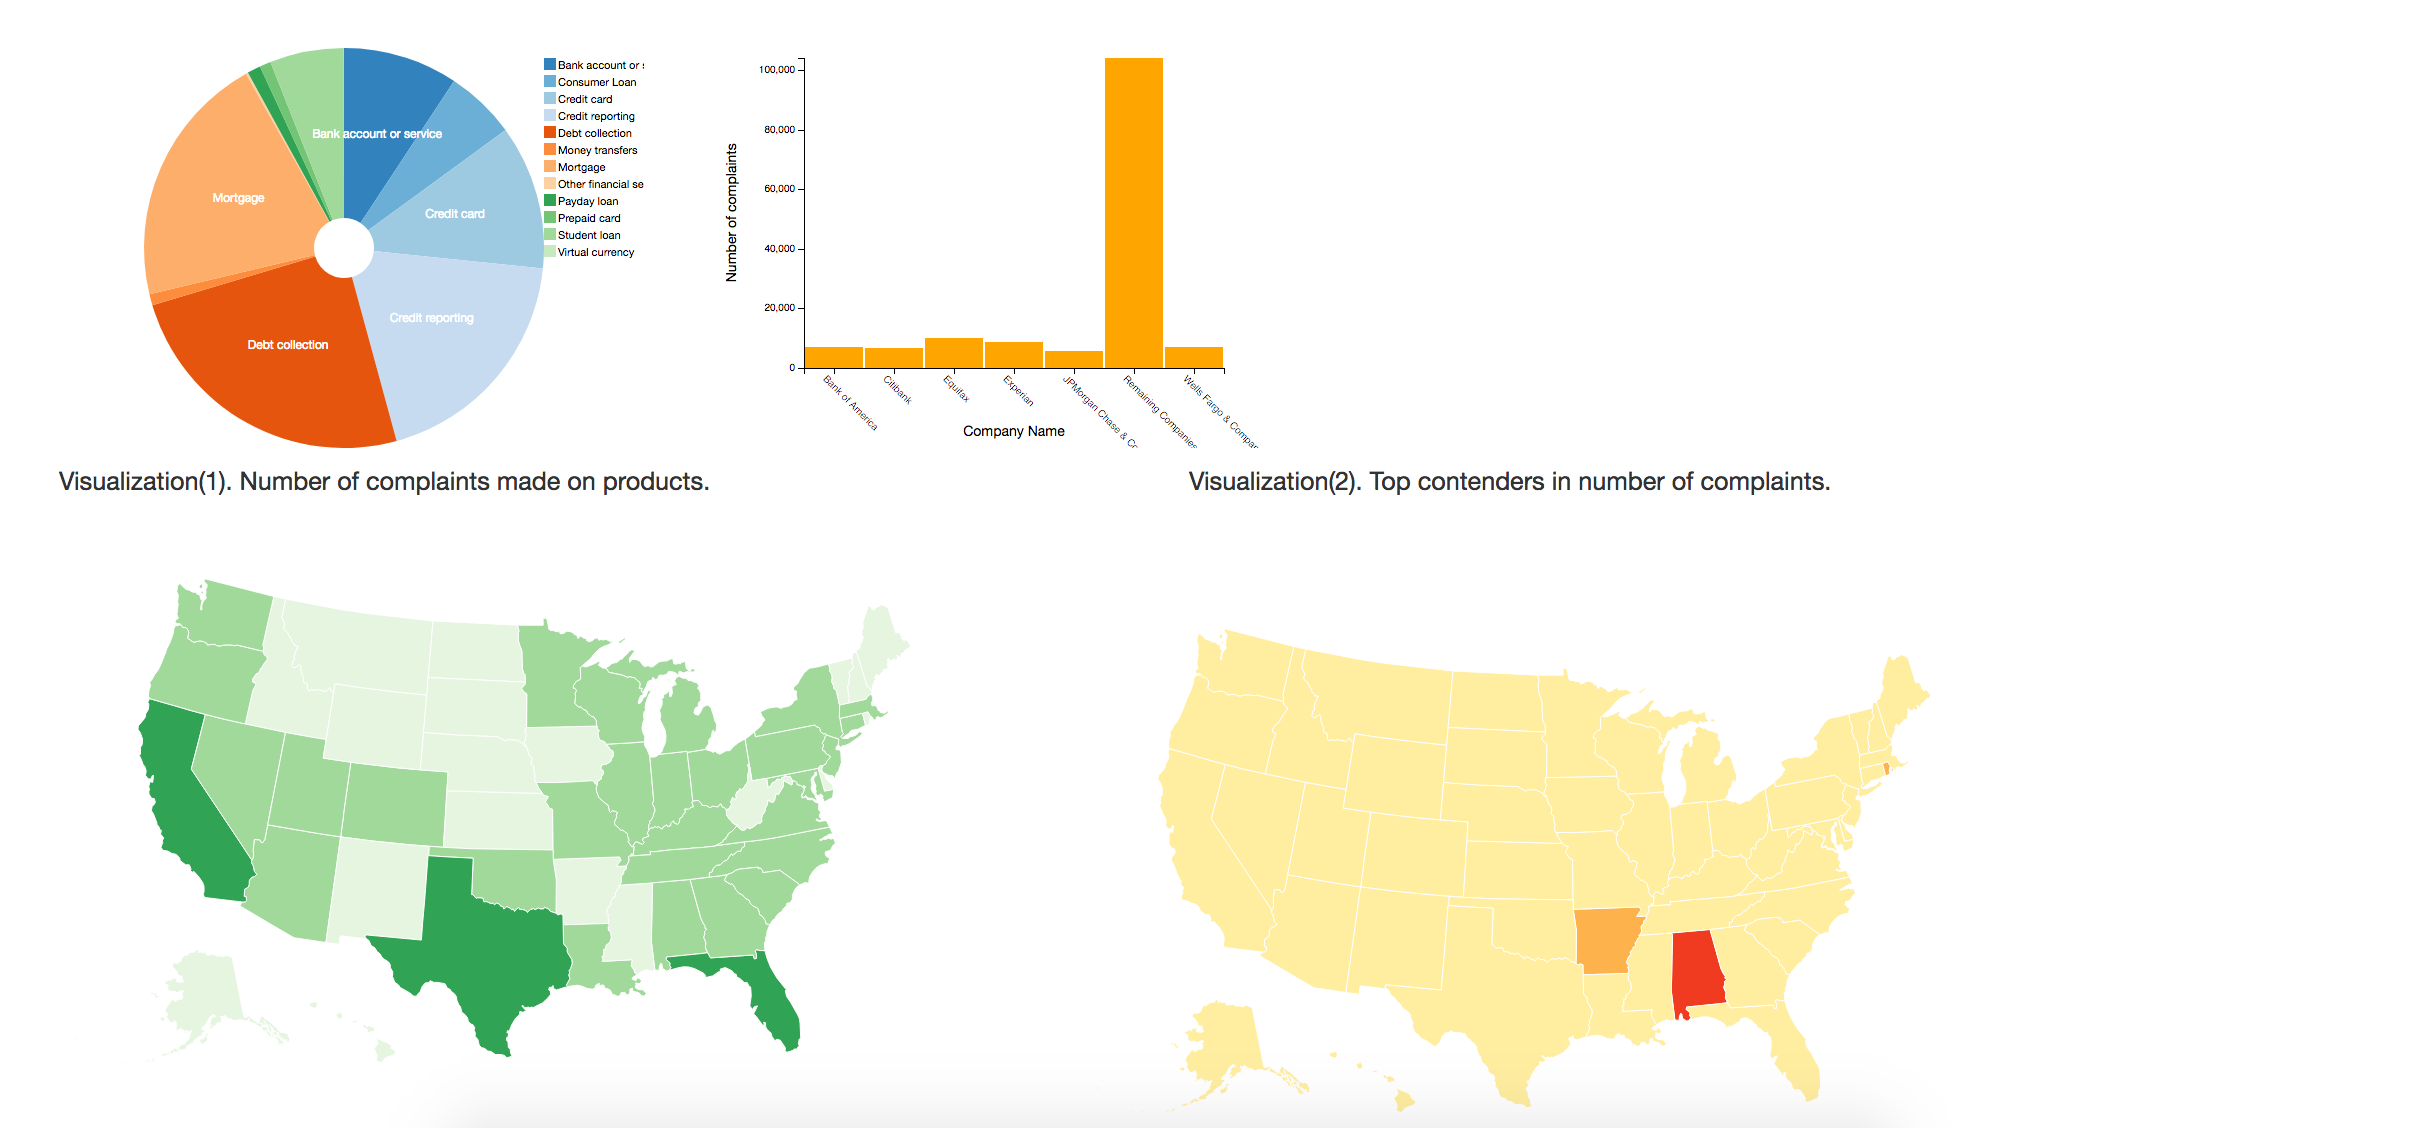 Bank account or service
Credit card
Mortgage
Credit reporting
Debt collection
Bank account or s
Consumer Loan
Credit card
Credit reporting
Debt collection
Money transfers
Mortgage
Other financial se
Payday loan
Prepaid card
Student loan
Virtual currency
Number of complaints
100,000
80,000
60,000
40,000
20,000
0
Bank of America
Citibank
Equifax
Experian
JPMorgan Chase & Co
Remaining Companies
Wells Fargo & Compan
Company Name
Visualization(1). Number of complaints made on products.
Visualization(2). Top contenders in number of complaints.